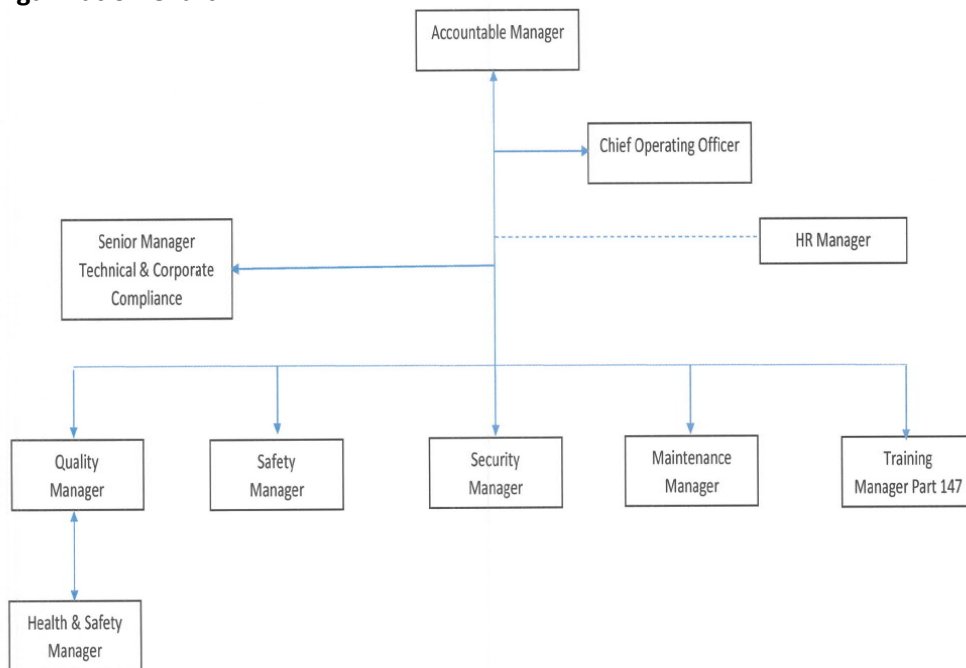 Accountable Manager
Chief Operating Officer
HR Manager
Senior Manager
Technical & Corporate
Compliance
Quality
Manager
Safety
Manager
Security
Manager
Maintenance
Manager
Training
Manager Part 147
Health & Safety
Manager